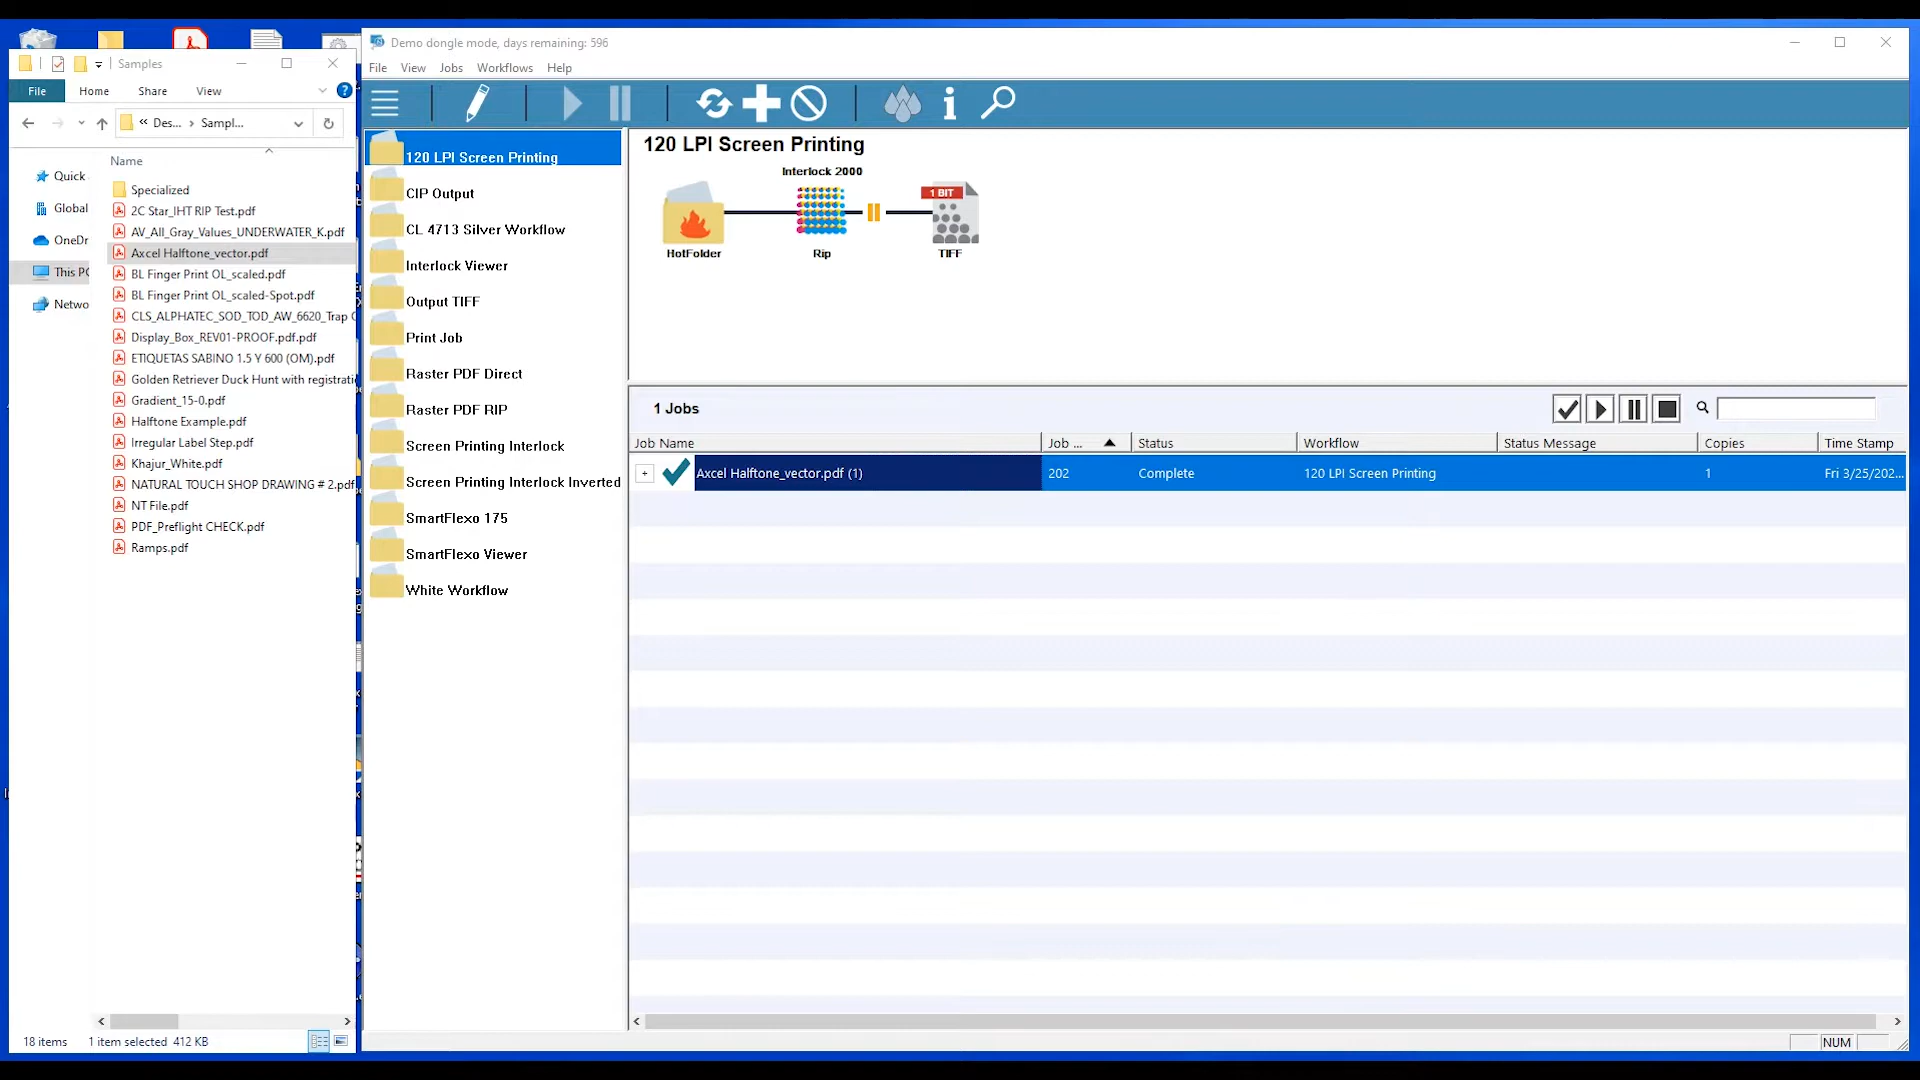 Samples
File
Home
Share
View
Des...
Sampl...
Name
Quick
Global
OneDr
This PC
Netwo
Specialized
2C Star_IHT RIP Test.pdf
AV_All_Gray_Values_UNDERWATER_K.pdf
Axcel Halftone_vector.pdf
BL Finger Print OL_scaled.pdf
BL Finger Print OL_scaled-Spot.pdf
CLS_ALPHATEC_SOD_TOD_AW_6620_Trap
Display_Box_REV01-PROOF.pdf.pdf
ETIQUETAS SABINO 1.5 Y 600 (OM).pdf
Golden Retriever Duck Hunt with registrati
Gradient_15-0.pdf
Halftone Example.pdf
Irregular Label Step.pdf
Khajur_White.pdf
NATURAL TOUCH SHOP DRAWING # 2.pdf
NT File.pdf
PDF_Preflight CHECK.pdf
Ramps.pdf
18 items
1 item selected 412 KB
Demo dongle mode, days remaining: 596
File View Jobs Workflows Help
120 LPI Screen Printing
CIP Output
CL 4713 Silver Workflow
Interlock Viewer
Output TIFF
Print Job
Raster PDF Direct
Raster PDF RIP
Screen Printing Interlock
Screen Printing Interlock Inverted
SmartFlexo 175
SmartFlexo Viewer
White Workflow
120 LPI Screen Printing
Interlock 2000
1 BIT
HotFolder Rip TIFF
1 Jobs
Job Name Job ... Status Workflow Status Message Copies Time Stamp
Axcel Halftone_vector.pdf (1) 202 Complete 120 LPI Screen Printing 1 Fri 3/25/202...
NUM